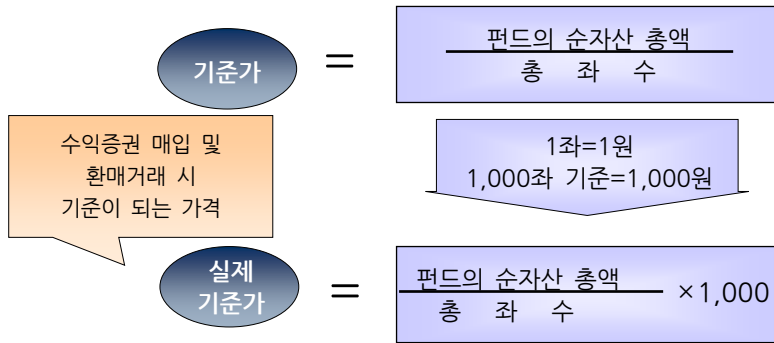 기준가
=
펀드의 순자산 총액
총 좌 수
수익증권 매입 및
환매거래 시
기준이 되는 가격
1좌=1원
1,000좌 기준=1,000원
실제
기준가
=
펀드의 순자산 총액
총 좌 수
×1,000